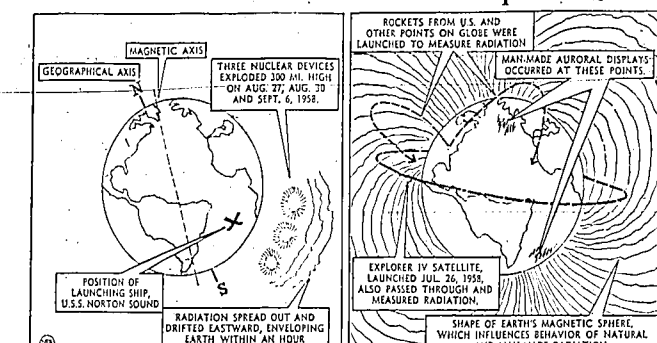 MAGNETIC AXIS
GEOGRAPHICAL AXIS
N
THREE NUCLEAR DEVICES
EXPLODED 300 MI. HIGH
ON AUG. 27, AUG. 30
AND SEPT. 6, 1958.
X
POSITION OF
LAUNCHING SHIP,
U.S.S. NORTON SOUND
S
RADIATION SPREAD OUT AND
DRIFTED EASTWARD, ENVELOPING
EARTH WITHIN AN HOUR
ROCKETS FROM U.S. AND
OTHER POINTS ON GLOBE WERE
LAUNCHED TO MEASURE RADIATION
MAN-MADE AURORAL DISPLAYS
OCCURRED AT THESE POINTS.
EXPLORER IV SATELLITE,
LAUNCHED JUL. 26, 1958,
ALSO PASSED THROUGH AND
MEASURED RADIATION.
SHAPE OF EARTH'S MAGNETIC SPHERE,
WHICH INFLUENCES BEHAVIOR OF NATURAL